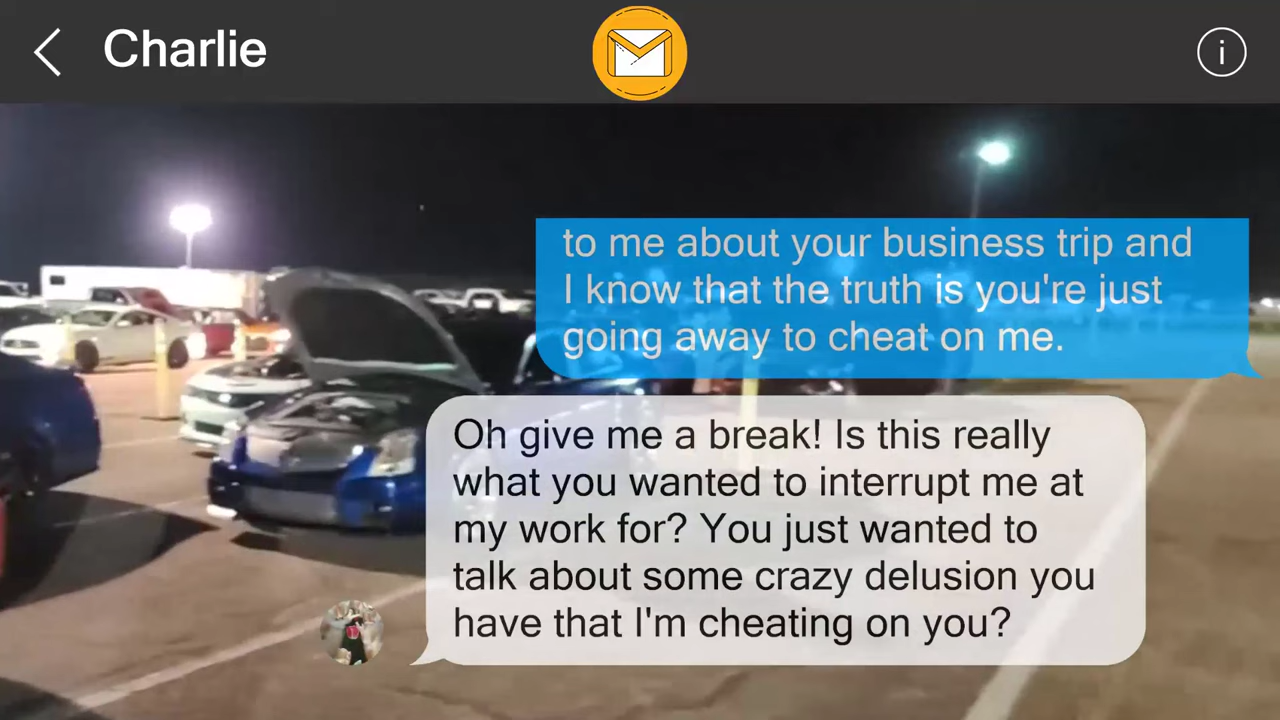 Charlie
i
to me about your business trip and
I know that the truth is you're just
going away to cheat on me.
Oh give me a break! Is this really
what you wanted to interrupt me at
my work for? You just wanted to
talk about some crazy delusion you
have that I'm cheating on you?